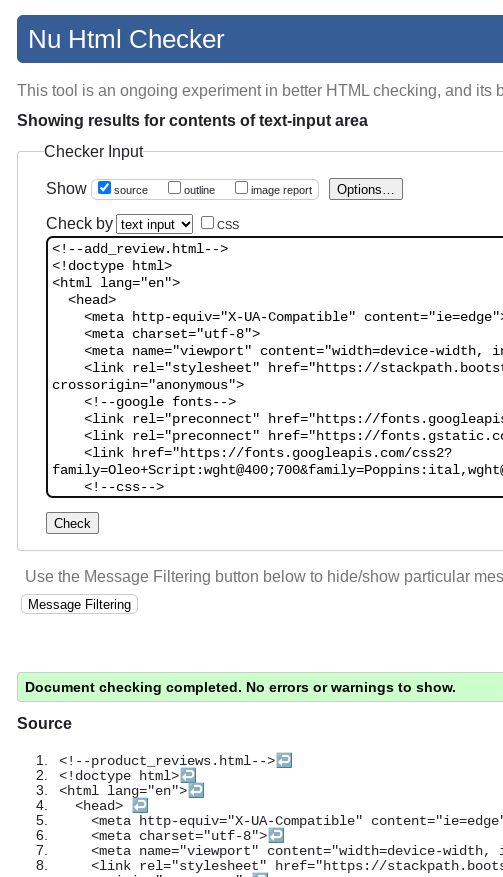 Nu Html Checker
This tool is an ongoing experiment in better HTML checking, and its
Showing results for contents of text-input area
Checker Input
Show source outline image report Options...
Check by text input CSS
<!--add_review.html-->
<!doctype html>
<html lang="en">
<head>
<meta http-equiv="X-UA-Compatible" content="ie=edge">
<meta charset="utf-8">
<meta name="viewport" content="width=device-width,
<link rel="stylesheet" href="https://stackpath.boots
crossorigin="anonymous">
<!--google fonts-->
<link rel="preconnect" href="https://fonts.googleapis
<link rel="preconnect" href="https://fonts.gstatic.co
<link href="https://fonts.googleapis.com/css2?
family=Oleo+Script:wght@400;700&family=Poppins:ital,wght@
<!--css-->
Check
Use the Message Filtering button below to hide/show particular mes
Message Filtering
Document checking completed. No errors or warnings to show.
Source
1. <!--product_reviews.html-->↩
2. <!doctype html>↩
3. <html lang="en">↩
4. <head> ↩
5. <meta http-equiv="X-UA-Compatible" content="ie=edge"
6. <meta charset="utf-8">↩
7. <meta name="viewport" content="width=device-width,
8. <link rel="stylesheet" href="https://stackpath.boots